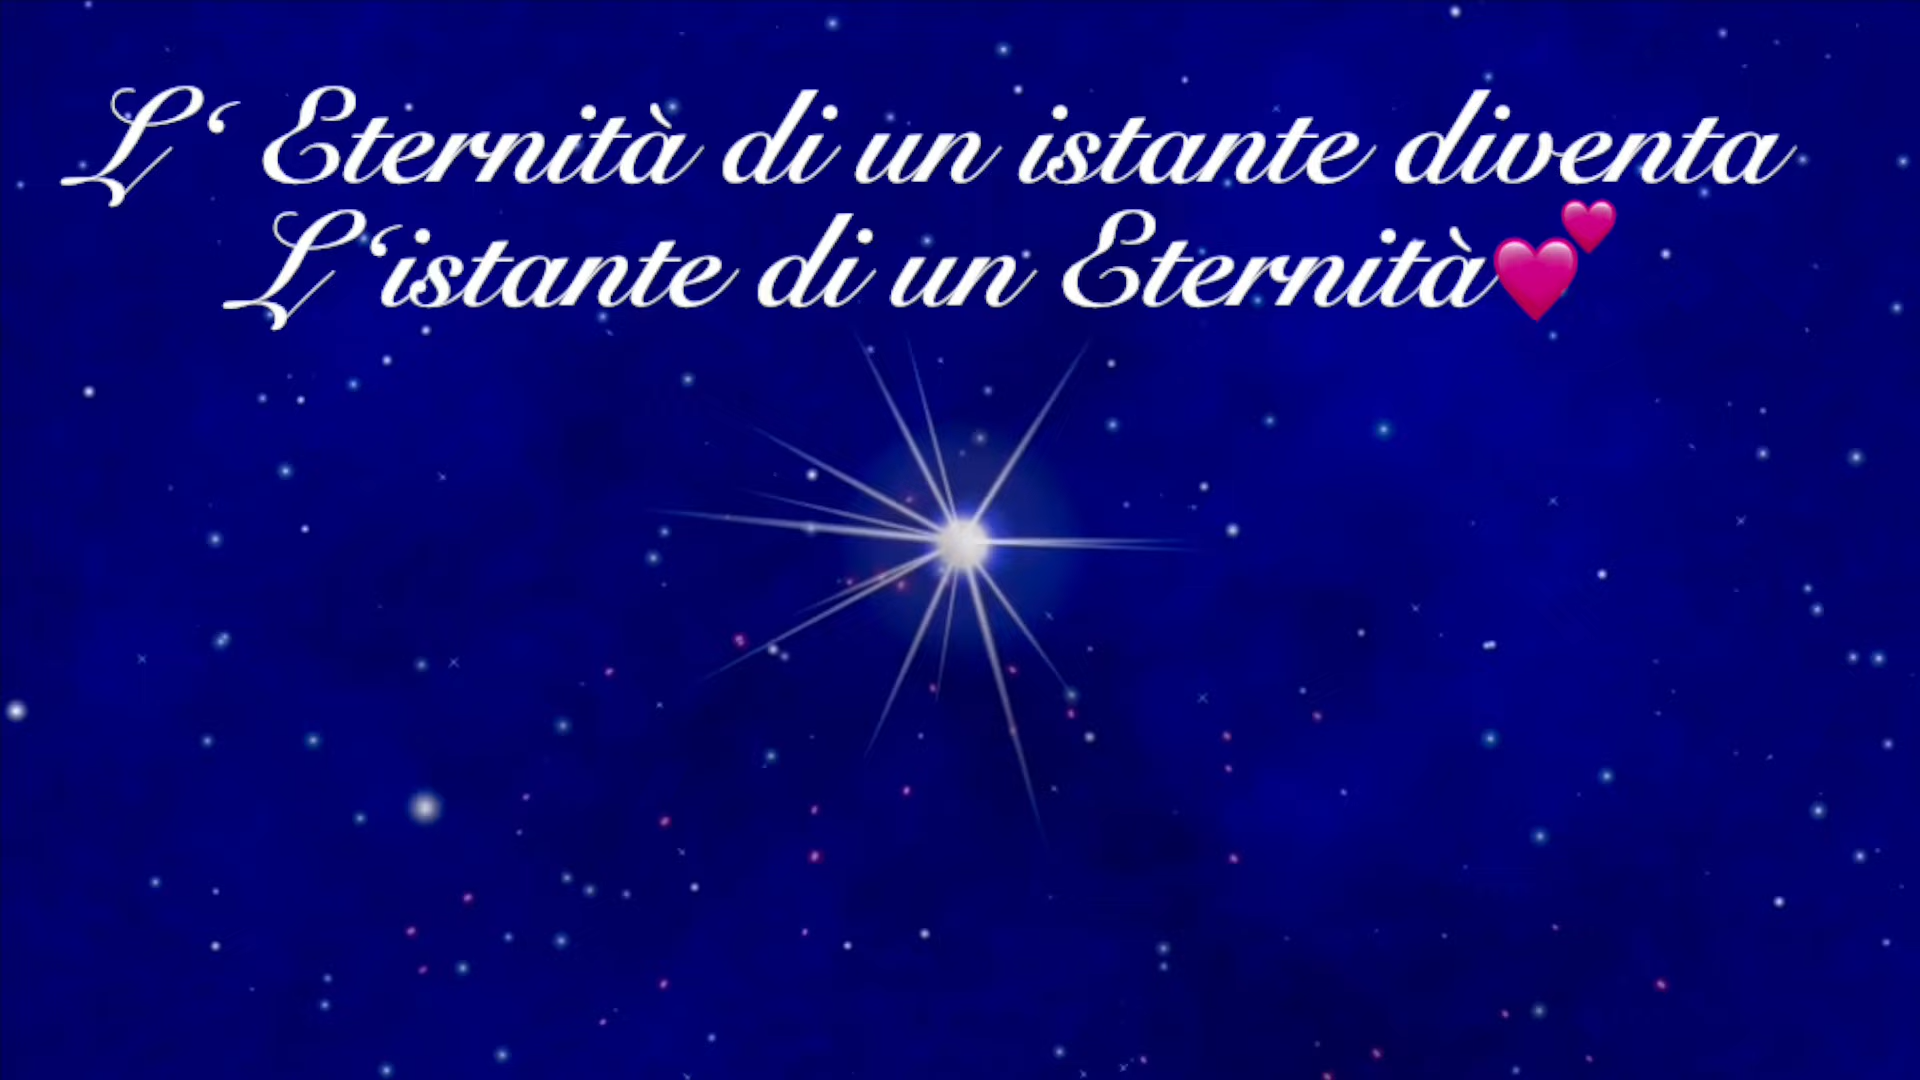 L‘ Eternità di un istante diventa
L‘istante di un Eternità💕